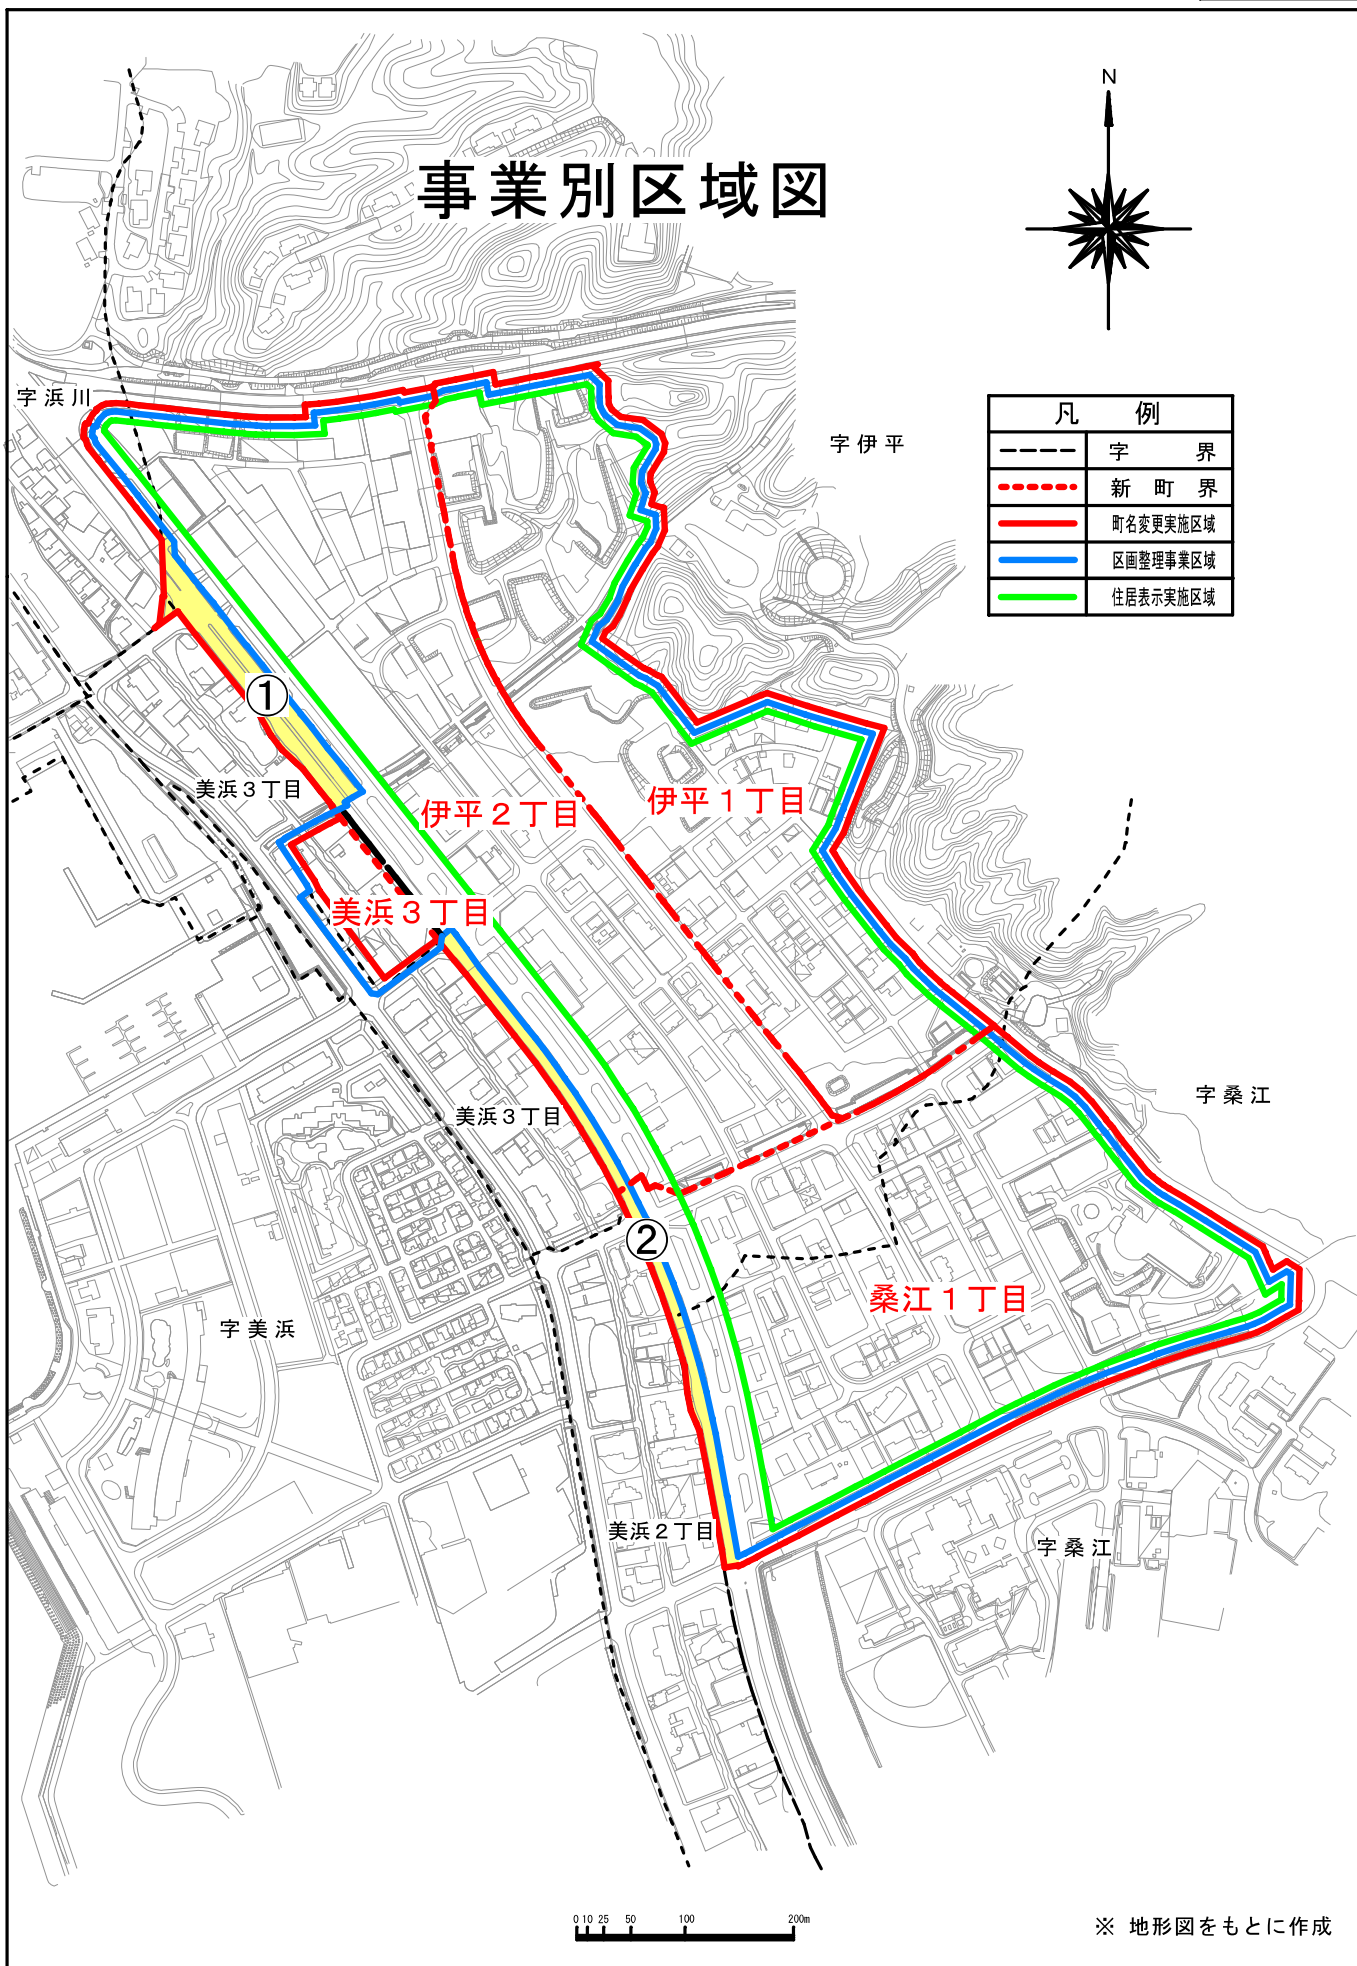 事業別区域図
N
凡 例
字 界
新 町 界
町名変更実施区域
区画整理事業区域
住居表示実施区域
字浜川
字伊平
①
美浜3丁目
伊平2丁目
伊平1丁目
美浜3丁目
美浜3丁目
字桑江
②
桑江1丁目
字美浜
美浜2丁目
字桑江
0 10 25 50 100 200m
※ 地形図をもとに作成